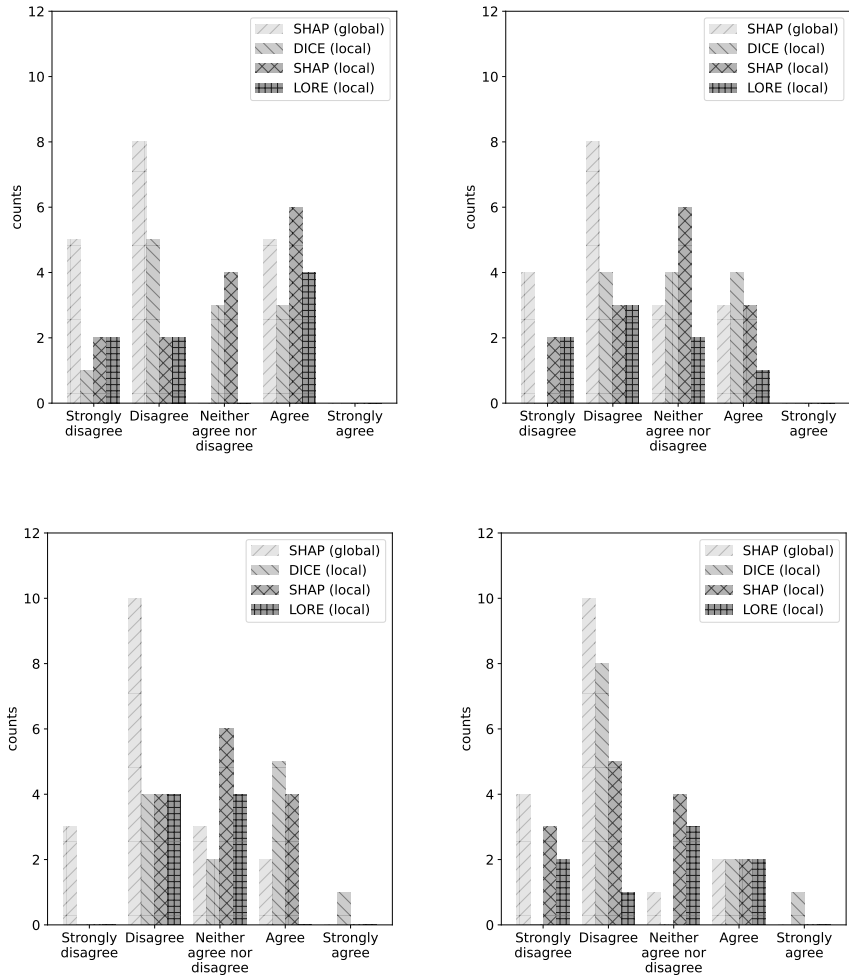 12
10
8
6
4
2
0
counts
SHAP (global)
DICE (local)
SHAP (local)
LORE (local)
Strongly
disagree
Disagree
Neither
agree nor
disagree
Agree
Strongly
agree
12
10
8
6
4
2
0
counts
SHAP (global)
DICE (local)
SHAP (local)
LORE (local)
Strongly
disagree
Disagree
Neither
agree nor
disagree
Agree
Strongly
agree
12
10
8
6
4
2
0
counts
SHAP (global)
DICE (local)
SHAP (local)
LORE (local)
Strongly
disagree
Disagree
Neither
agree nor
disagree
Agree
Strongly
agree
12
10
8
6
4
2
0
counts
SHAP (global)
DICE (local)
SHAP (local)
LORE (local)
Strongly
disagree
Disagree
Neither
agree nor
disagree
Agree
Strongly
agree